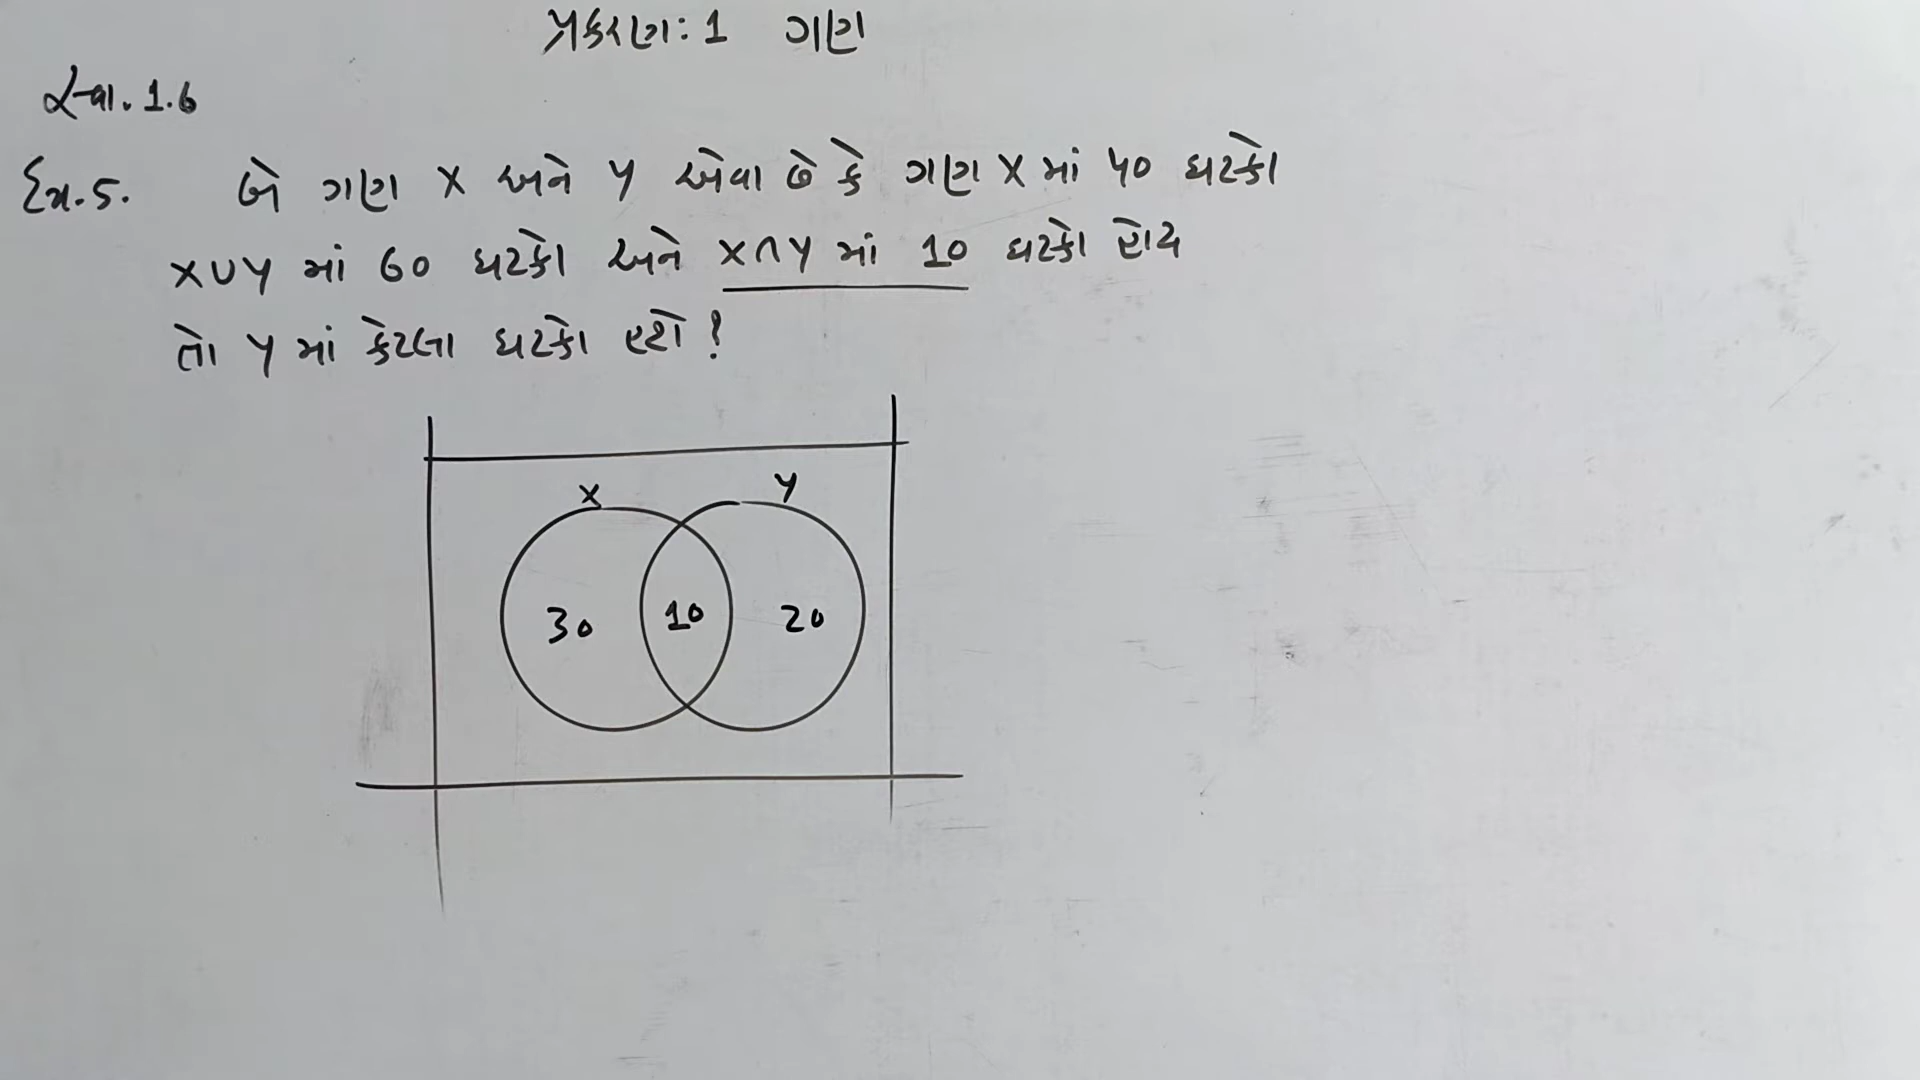 પ્રકરણ: 1 ગણ
સ્વા. 1.6
દા. 5. બે ગણ X અને Y એવા છે કે ગણ X માં 40 ઘટકો
X∪Y માં 60 ઘટકો અને X∩Y માં 10 ઘટકો હોય
તો Y માં કેટલા ઘટકો હશે ?
X Y
30 10 20